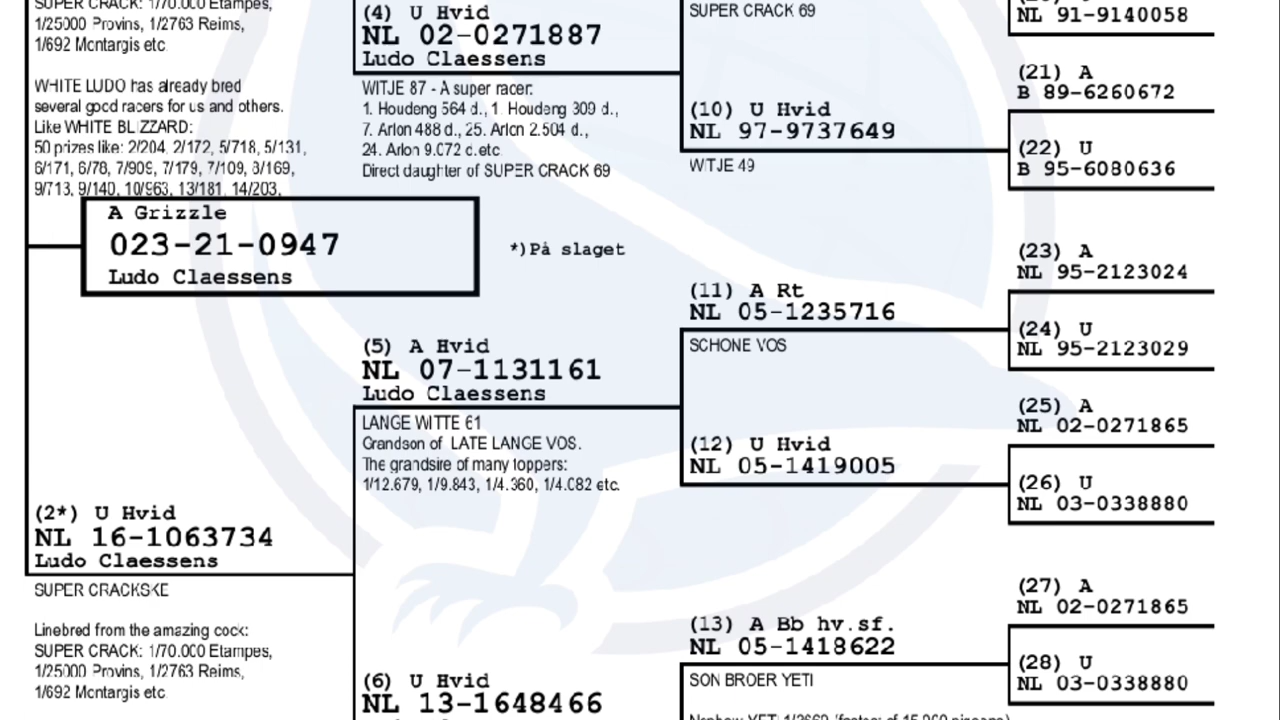 SUPER CRACK: 1/70.000 Etampes,
1/25000 Provins, 1/2763 Reims,
1/692 Montargis etc.
WHITE LUDO has already bred
several good racers for us and others.
Like WHITE BLIZZARD:
50 prizes like: 2/204, 2/172, 5/718, 5/131,
6/171, 6/78, 7/909, 7/179, 7/109, 8/169,
9/713, 9/140, 10/963, 13/181, 14/203,
A Grizzle
023-21-0947
Ludo Claessens
*)På slaget
(2*) U Hvid
NL 16-1063734
Ludo Claessens
SUPER CRACKSKE
Linebred from the amazing cock:
SUPER CRACK: 1/70.000 Etampes,
1/25000 Provins, 1/2763 Reims,
1/692 Montargis etc
(4) U Hvid
NL 02-0271887
Ludo Claessens
WITJE 87 - A super racer:
1. Houdeng 564 d., 1. Houdeng 309 d.,
7. Arlon 488 d., 25. Arlon 2.504 d.,
24. Arlon 9.072 d.etc
Direct daughter of SUPER CRACK 69
(5) A Hvid
NL 07-1131161
Ludo Claessens
LANGE WITTE 61
Grandson of LATE LANGE VOS.
The grandsire of many toppers:
1/12.679, 1/9.843, 1/4.360, 1/4.082 etc.
(6) U Hvid
NL 13-1648466
SUPER CRACK 69
(10) U Hvid
NL 97-9737649
WITJE 49
(11) A Rt
NL 05-1235716
SCHONE VOS
(12) U Hvid
NL 05-1419005
(13) A Bb hv.sf.
NL 05-1418622
SON BROER YETI
NL 91-9140058
(21) A
B 89-6260672
(22) U
B 95-6080636
(23) A
NL 95-2123024
(24) U
NL 95-2123029
(25) A
NL 02-0271865
(26) U
NL 03-0338880
(27) A
NL 02-0271865
(28) U
NL 03-0338880